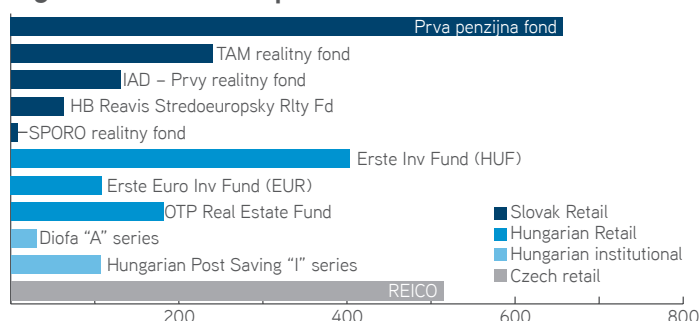 Prva penzijna fond
TAM realitny fond
IAD – Prvy realitny fond
HB Reavis Stredoeuropsky Rlty Fd
SPORO realitny fond
Erste Inv Fund (HUF)
Erste Euro Inv Fund (EUR)
OTP Real Estate Fund
Diofa “A” series
Hungarian Post Saving “I” series
REICO
Slovak Retail
Hungarian Retail
Hungarian institutional
Czech retail
200 400 600 800